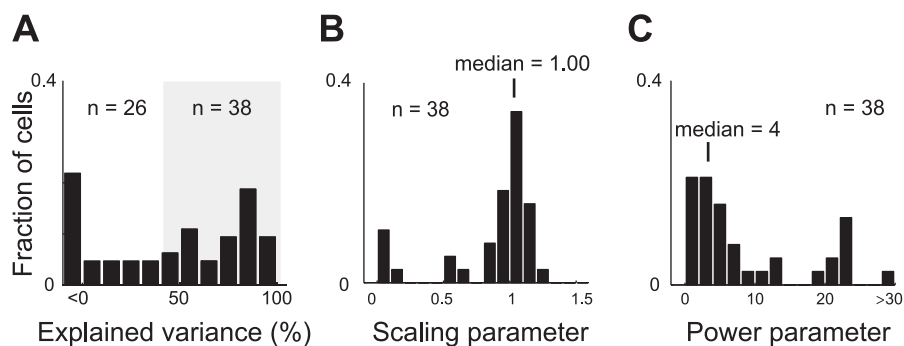 A
B
C
median = 1.00
0.4
n = 26
n = 38
0
Fraction of cells
<0
50
100
Explained variance (%)
0.4
n = 38
0
0
0.5
1
1.5
Scaling parameter
0.4
n = 38
median = 4
0
0
10
20
>30
Power parameter